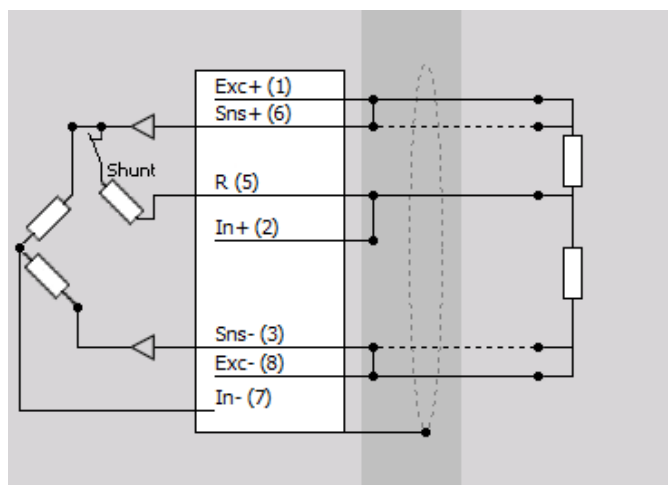 Exc+ (1)
Sns+ (6)
Shunt
R (5)
In+ (2)
Sns- (3)
Exc- (8)
In- (7)